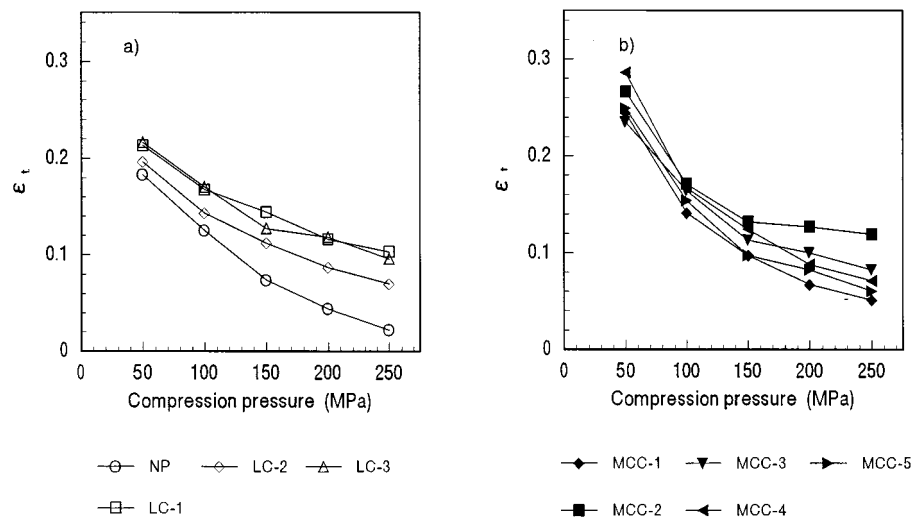 a)
0.3
0.2
0.1
0
ε t
0 50 100 150 200 250
Compression pressure (MPa)
NP LC-2 LC-3
LC-1
b)
0.3
0.2
0.1
0
ε t
0 50 100 150 200 250
Compression pressure (MPa)
MCC-1 MCC-3 MCC-5
MCC-2 MCC-4